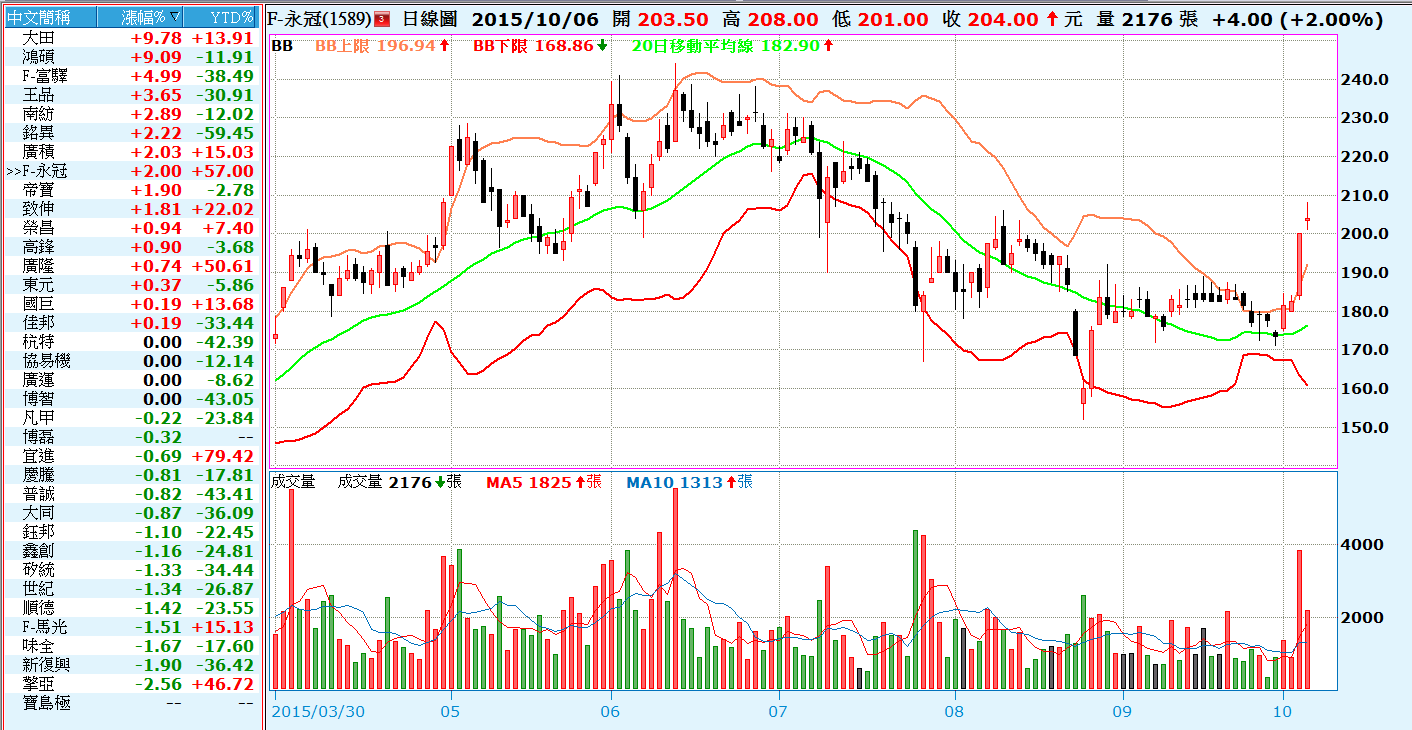 中文簡稱 漲幅% ▽ YTD%
大田 +9.78 +13.91
鴻碩 +9.09 -11.91
F-富驛 +4.99 -38.49
王品 +3.65 -30.91
南紡 +2.89 -12.02
銘異 +2.22 -59.45
廣積 +2.03 +15.03
>>F-永冠 +2.00 +57.00
帝寶 +1.90 -2.78
致伸 +1.81 +22.02
榮昌 +0.94 +7.40
高鋒 +0.90 -3.68
廣隆 +0.74 +50.61
東元 +0.37 -5.86
國巨 +0.19 +13.68
佳邦 +0.19 -33.44
杭特 0.00 -42.39
協易機 0.00 -12.14
廣運 0.00 -8.62
博智 0.00 -43.05
凡甲 -0.22 -23.84
博磊 -0.32 --
宜進 -0.69 +79.42
慶騰 -0.81 -17.81
普誠 -0.82 -43.41
大同 -0.87 -36.09
鈺邦 -1.10 -22.45
鑫創 -1.16 -24.81
矽統 -1.33 -34.44
世紀 -1.34 -26.87
順德 -1.42 -23.55
F-馬光 -1.51 +15.13
味全 -1.67 -17.60
新復興 -1.90 -36.42
擎亞 -2.56 +46.72
寶島極 -- --
F-永冠(1589) 3 日線圖 2015/10/06 開 203.50 高 208.00 低 201.00 收 204.00 ↑ 元 量 2176 張 +4.00 (+2.00%)
BB BB上限 196.94↑ BB下限 168.86↓ 20日移動平均線 182.90↑
240.0
230.0
220.0
210.0
200.0
190.0
180.0
170.0
160.0
150.0
成交量 成交量 2176↓張 MA5 1825↑張 MA10 1313↑張
4000
2000
2015/03/30 05 06 07 08 09 10